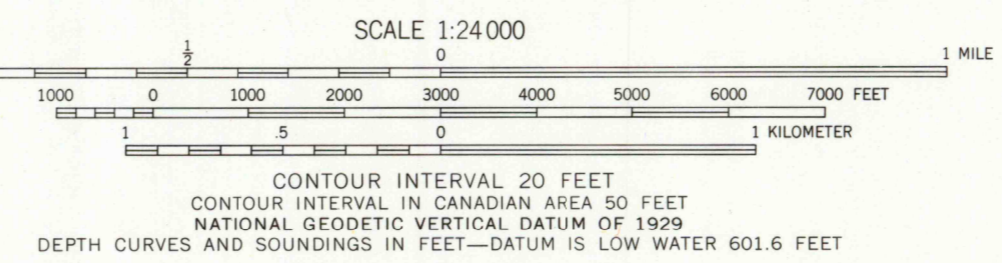 SCALE 1:24 000
½ 0 1 MILE
1000 0 1000 2000 3000 4000 5000 6000 7000 FEET
1 .5 0 1 KILOMETER
CONTOUR INTERVAL 20 FEET
CONTOUR INTERVAL IN CANADIAN AREA 50 FEET
NATIONAL GEODETIC VERTICAL DATUM OF 1929
DEPTH CURVES AND SOUNDINGS IN FEET—DATUM IS LOW WATER 601.6 FEET